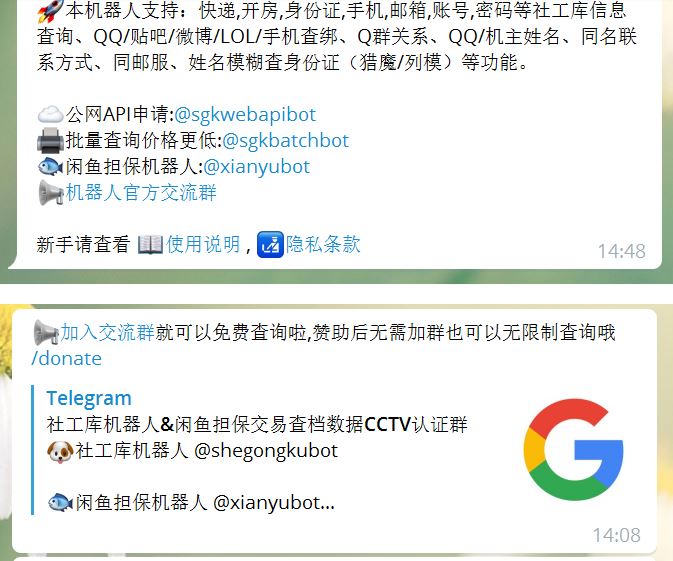 本机器人支持：快递,开房,身份证,手机,邮箱,账号,密码等社工库信息
查询、QQ/贴吧/微博/LOL/手机查绑、Q群关系、QQ/机主姓名、同名联
系方式、同邮服、姓名模糊查身份证（猎魔/列模）等功能。
公网API申请:@sgkwebapibot
批量查询价格更低:@sgkbatchbot
闲鱼担保机器人:@xianyubot
机器人官方交流群
新手请查看 使用说明 , 隐私条款
14:48
加入交流群就可以免费查询啦,赞助后无需加群也可以无限制查询哦
/donate
Telegram
社工库机器人&闲鱼担保交易查档数据CCTV认证群
社工库机器人 @shegongkubot
闲鱼担保机器人 @xianyubot...
14:08